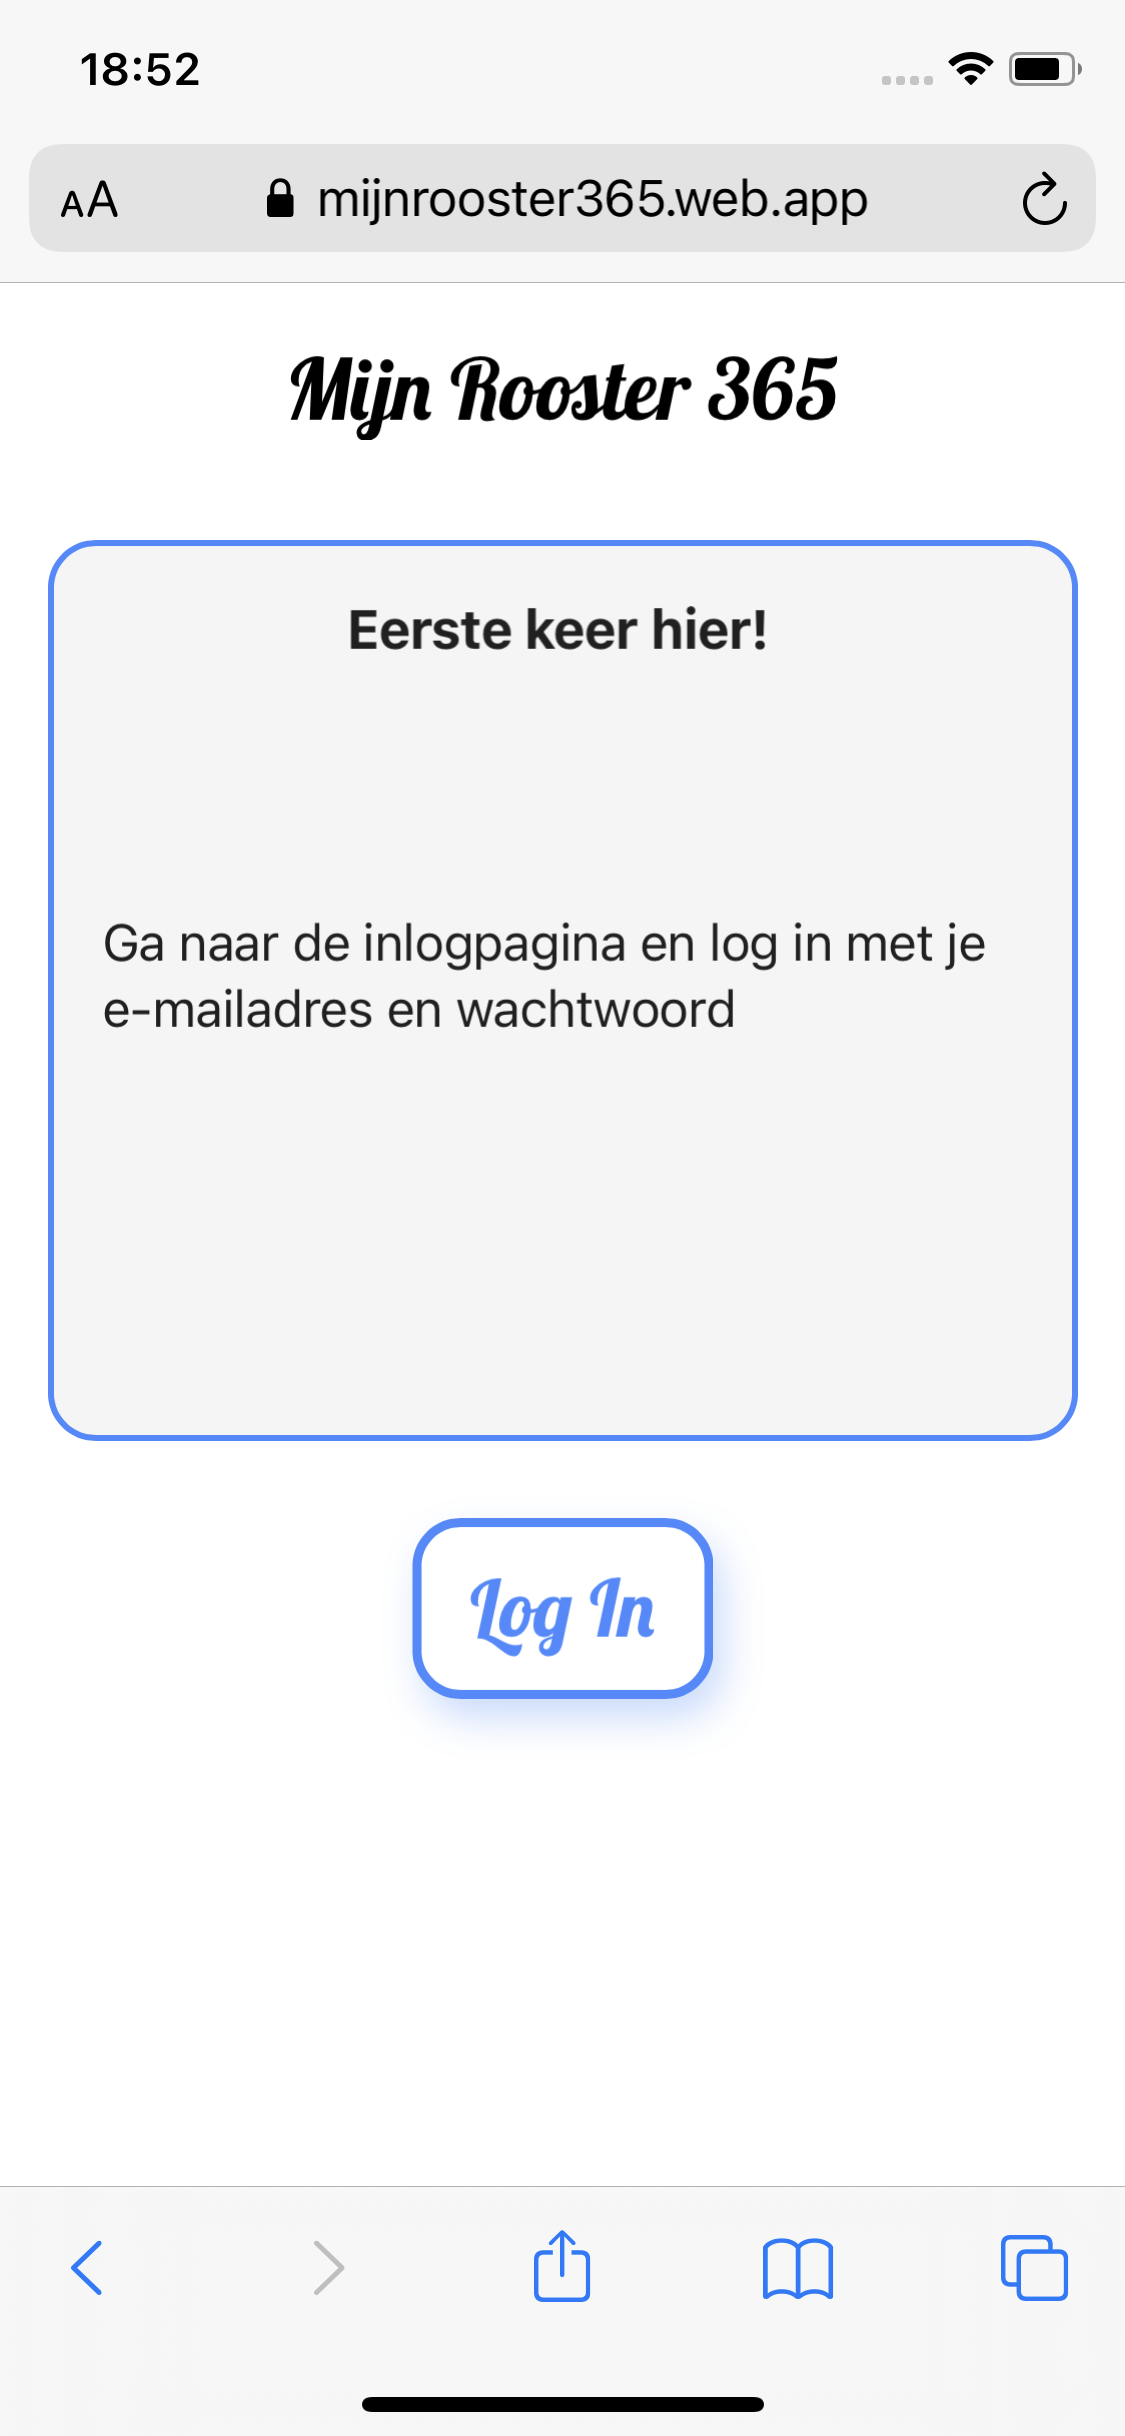 18:52
AA mijnrooster365.web.app
Mijn Rooster 365
Eerste keer hier!
Ga naar de inlogpagina en log in met je
e-mailadres en wachtwoord
Log In